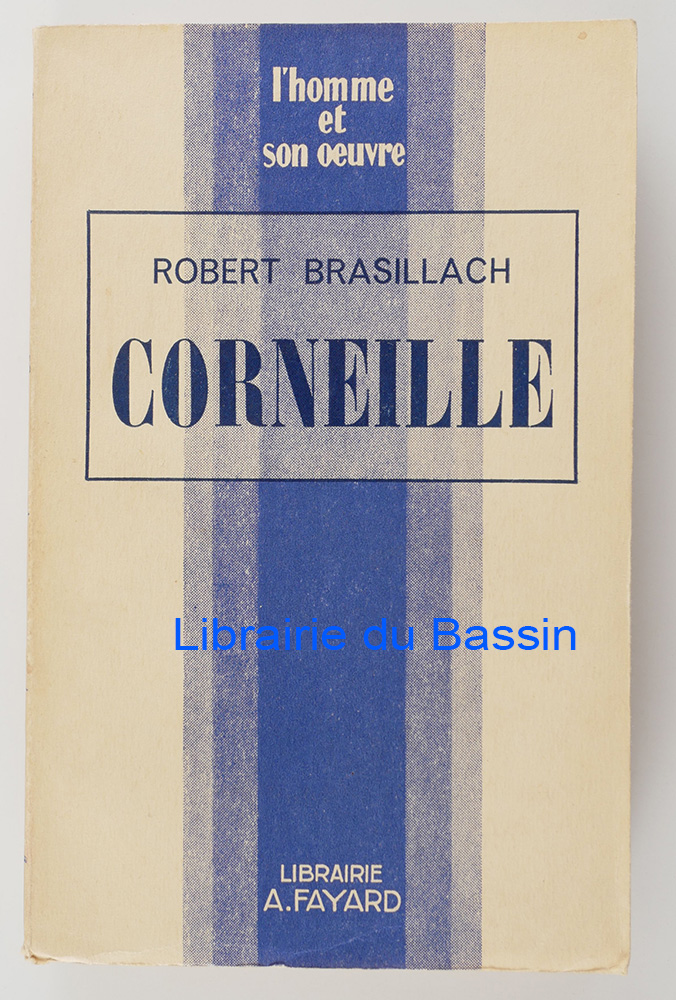 l'homme
et
son oeuvre
ROBERT BRASILLACH
CORNEILLE
Librairie du Bassin
LIBRAIRIE
A.FAYARD